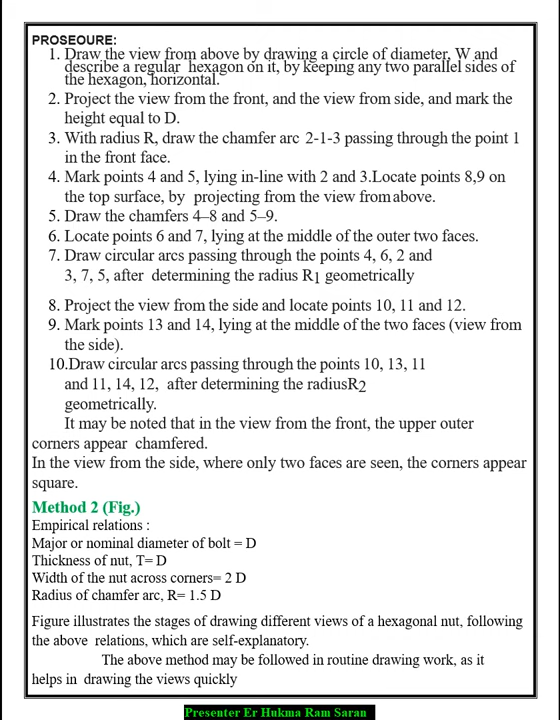 PROSEOURE:
1. Draw the view from above by drawing a circle of diameter, W and
describe a regular hexagon on it, by keeping any two parallel sides of
the hexagon, horizontal.
2. Project the view from the front, and the view from side, and mark the
height equal to D.
3. With radius R, draw the chamfer arc 2-1-3 passing through the point 1
in the front face.
4. Mark points 4 and 5, lying in-line with 2 and 3.Locate points 8,9 on
the top surface, by projecting from the view from above.
5. Draw the chamfers 4–8 and 5–9.
6. Locate points 6 and 7, lying at the middle of the outer two faces.
7. Draw circular arcs passing through the points 4, 6, 2 and
3, 7, 5, after determining the radius R1 geometrically
8. Project the view from the side and locate points 10, 11 and 12.
9. Mark points 13 and 14, lying at the middle of the two faces (view from
the side).
10.Draw circular arcs passing through the points 10, 13, 11
and 11, 14, 12, after determining the radiusR2
geometrically.
It may be noted that in the view from the front, the upper outer
corners appear chamfered.
In the view from the side, where only two faces are seen, the corners appear
square.
Method 2 (Fig.)
Empirical relations :
Major or nominal diameter of bolt = D
Thickness of nut, T= D
Width of the nut across corners= 2 D
Radius of chamfer arc, R= 1.5 D
Figure illustrates the stages of drawing different views of a hexagonal nut, following
the above relations, which are self-explanatory.
The above method may be followed in routine drawing work, as it
helps in drawing the views quickly
Presenter Er Hukma Ram Saran